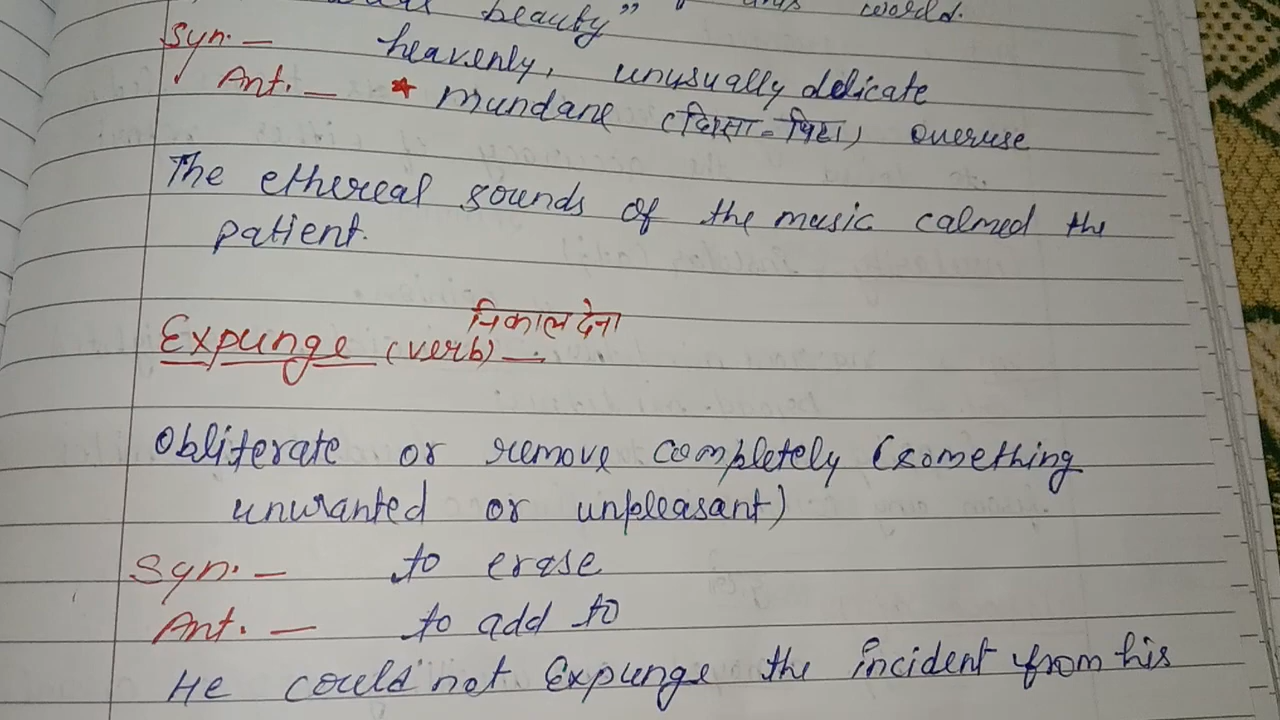 beauty" this world.
Syn. — heavenly, unusually delicate
Ant. — * Mundane (घिसा-पिटा) overuse
The ethereal sounds of the music calmed the
patient.
निकाल देना
Expunge (verb) —.
Obliterate or remove completely (something
unwanted or unpleasant)
Syn. — to erase
Ant. — to add to
He could not Expunge the incident from his